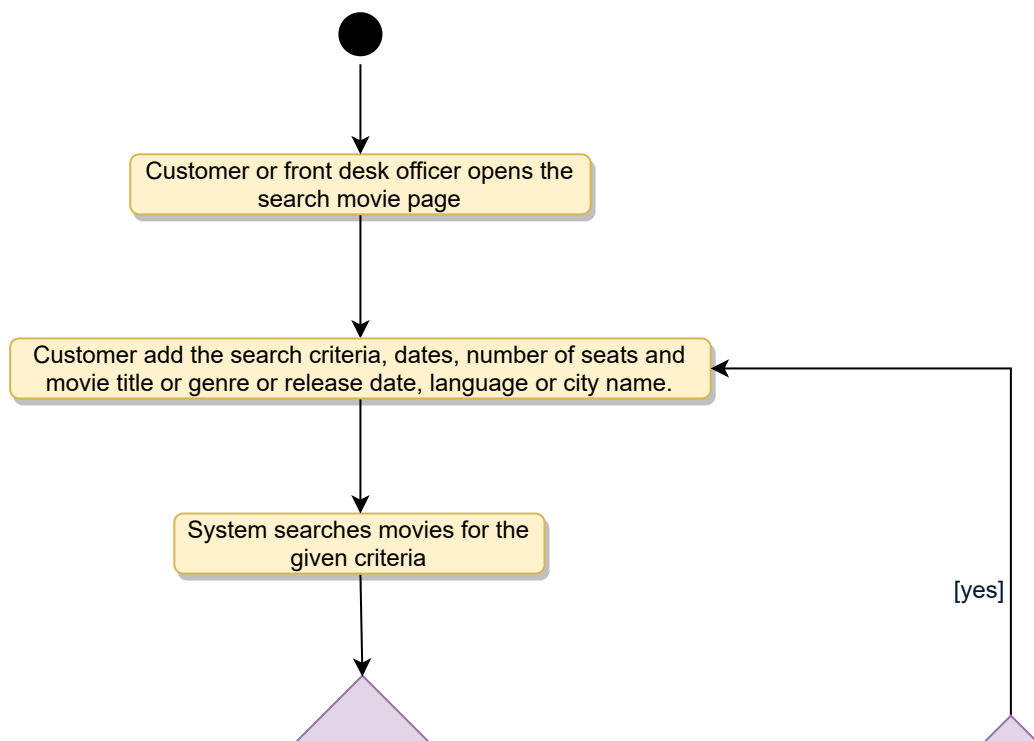 Customer or front desk officer opens the
search movie page
Customer add the search criteria, dates, number of seats and
movie title or genre or release date, language or city name.
System searches movies for the
given criteria
[yes]